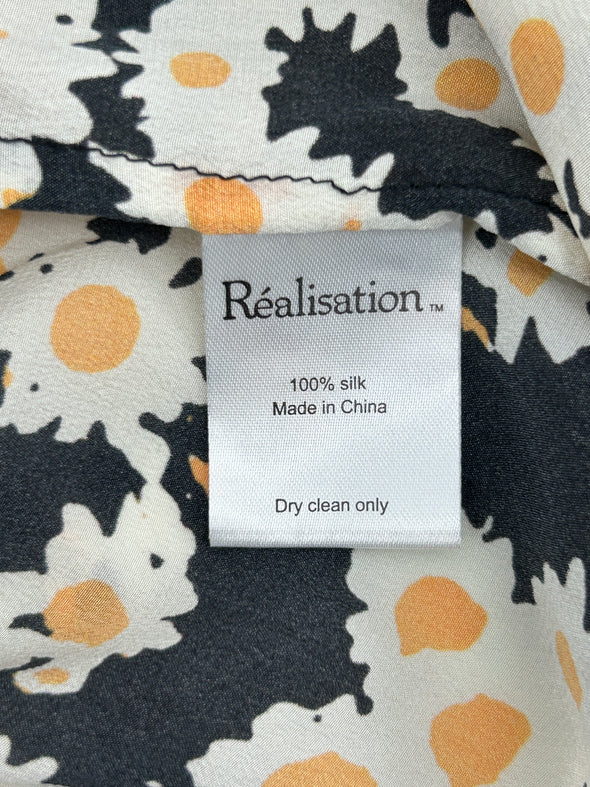 Réalisation™
100% silk
Made in China
Dry clean only